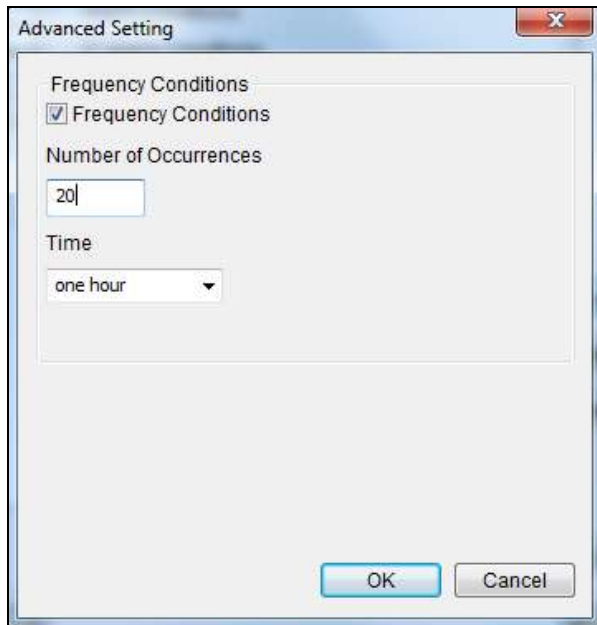 Advanced Setting
Frequency Conditions
Frequency Conditions
Number of Occurrences
20
Time
one hour
OK
Cancel